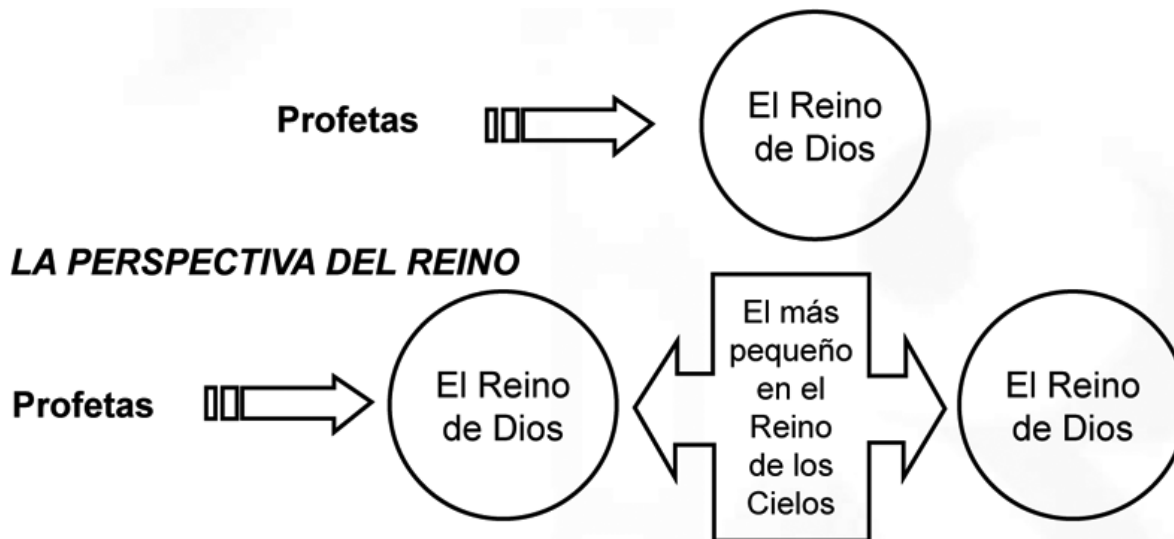 Profetas
El Reino
de Dios
LA PERSPECTIVA DEL REINO
Profetas
El Reino
de Dios
El más
pequeño
en el
Reino
de los
Cielos
El Reino
de Dios